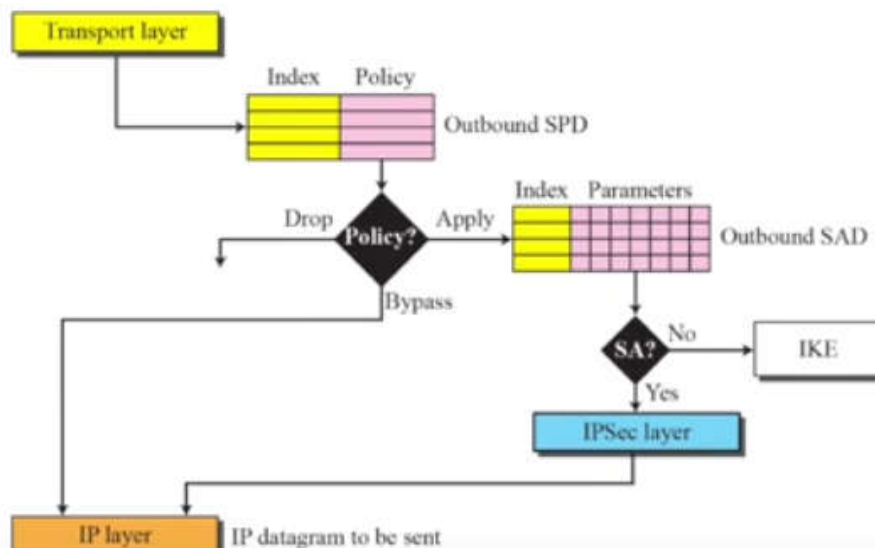 Transport layer
Index Policy
Outbound SPD
Index Parameters
Drop
Policy?
Apply
Outbound SAD
Bypass
SA?
No
IKE
Yes
IPSec layer
IP layer
IP datagram to be sent